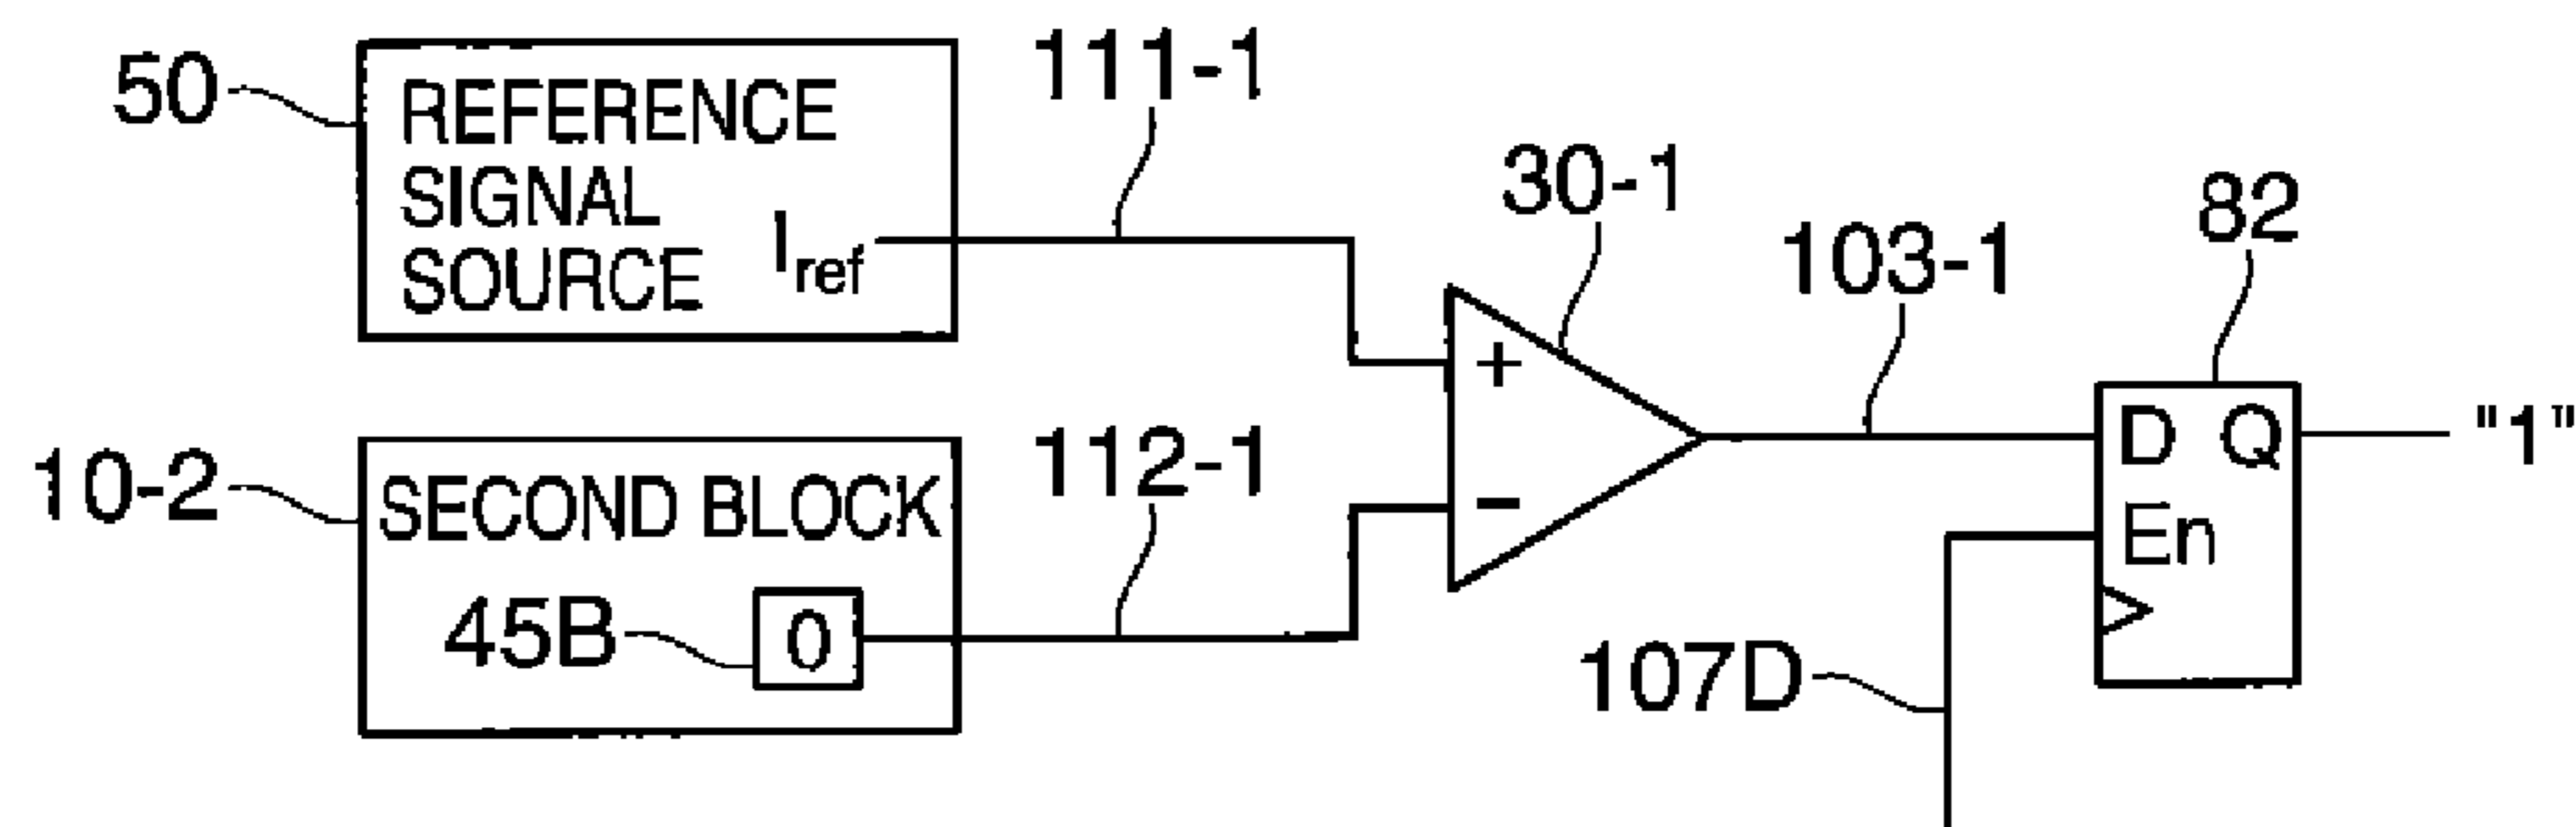 50
REFERENCE
SIGNAL
SOURCE Iref
111-1
30-1
103-1
82
+
−
D Q
En
"1"
10-2
SECOND BLOCK
45B
0
112-1
107D